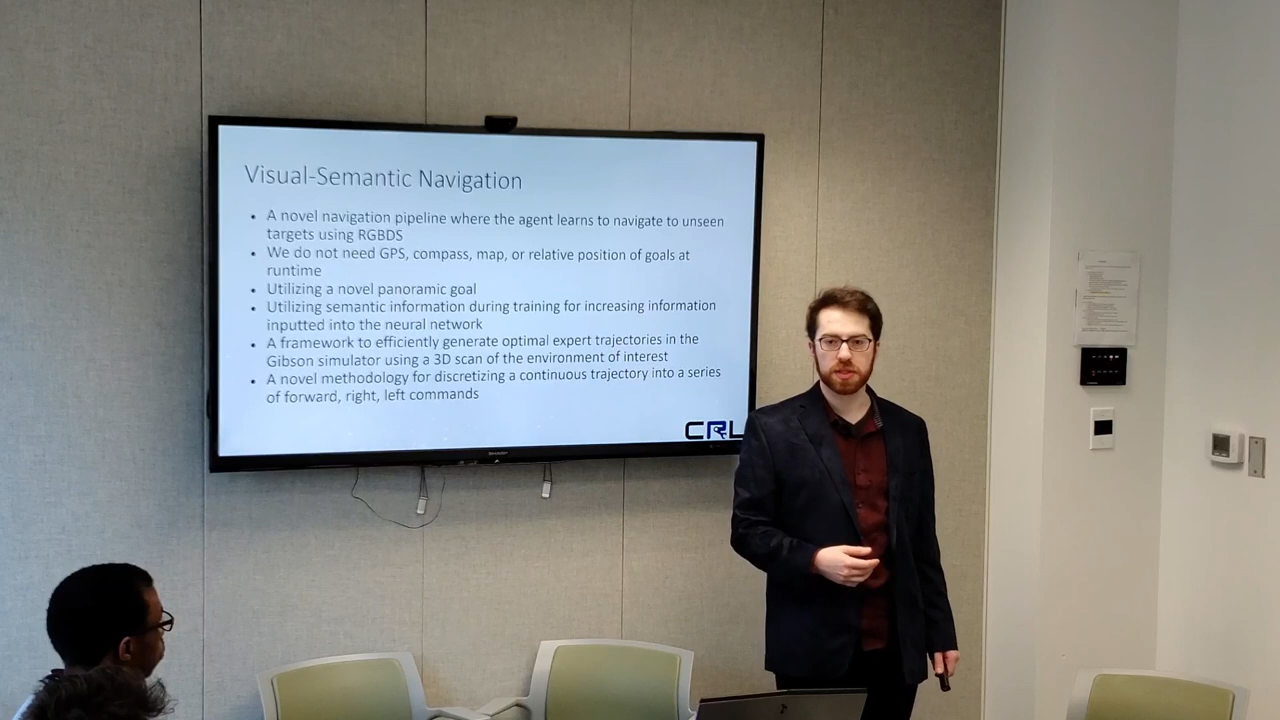 Visual-Semantic Navigation
• A novel navigation pipeline where the agent learns to navigate to unseen
targets using RGBDS
• We do not need GPS, compass, map, or relative position of goals at
runtime
• Utilizing a novel panoramic goal
• Utilizing semantic information during training for increasing information
inputted into the neural network
• A framework to efficiently generate optimal expert trajectories in the
Gibson simulator using a 3D scan of the environment of interest
• A novel methodology for discretizing a continuous trajectory into a series
of forward, right, left commands
CRL
SHARP